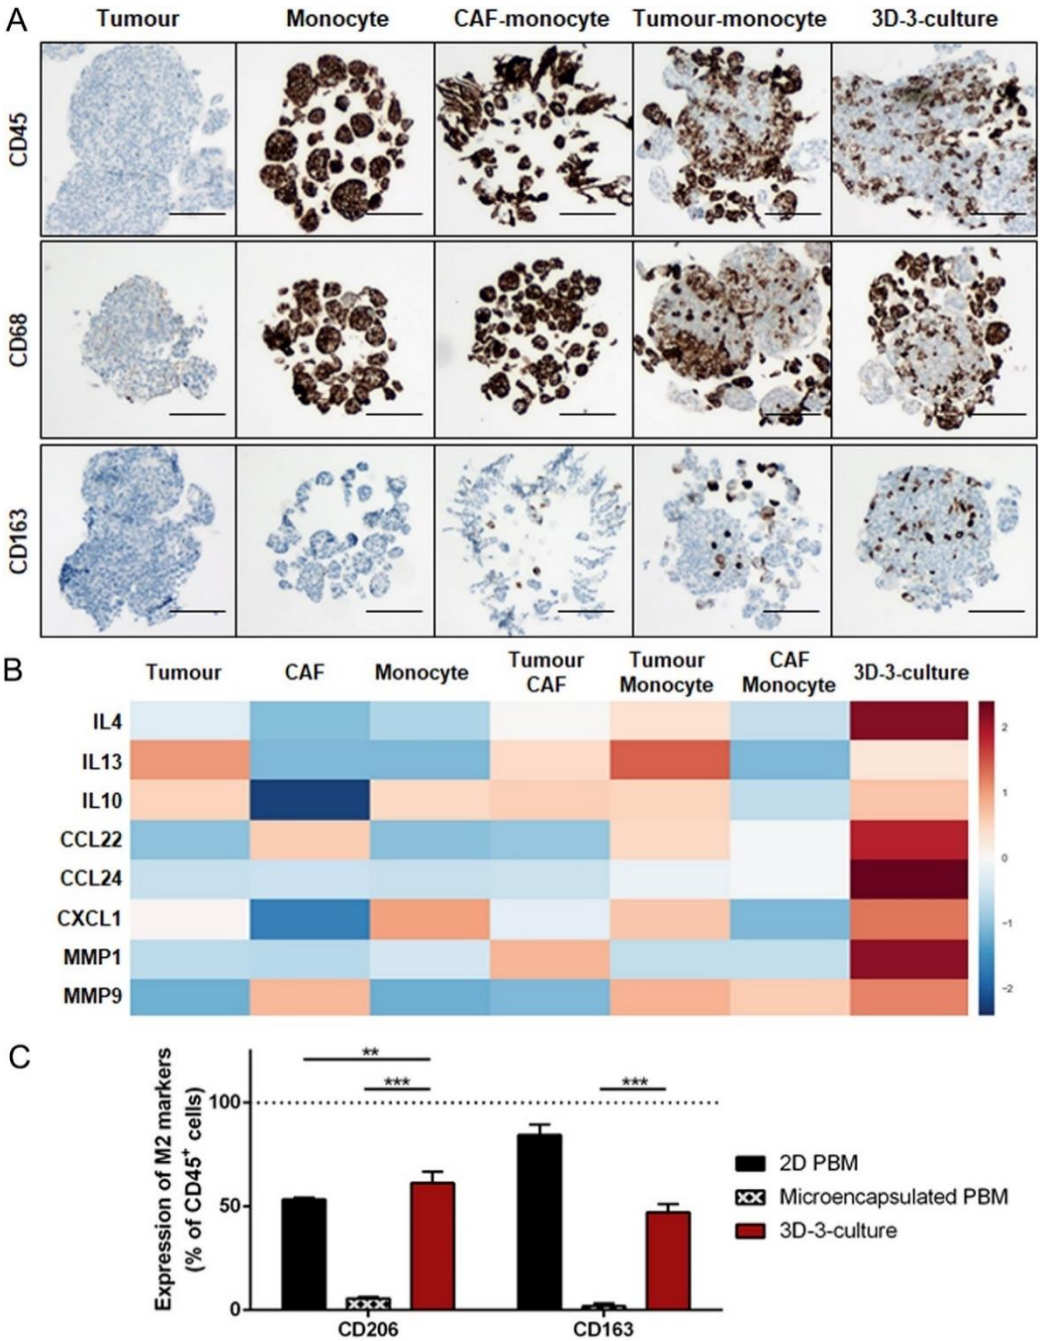 A
Tumour Monocyte CAF-monocyte Tumour-monocyte 3D-3-culture
CD45
CD68
CD163
B
Tumour CAF Monocyte Tumour CAF Tumour Monocyte CAF Monocyte 3D-3-culture
IL4
IL13
IL10
CCL22
CCL24
CXCL1
MMP1
MMP9
2
1
0
−1
−2
C
Expression of M2 markers
(% of CD45+ cells)
**
*** ***
100
50
0
CD206 CD163
2D PBM
Microencapsulated PBM
3D-3-culture